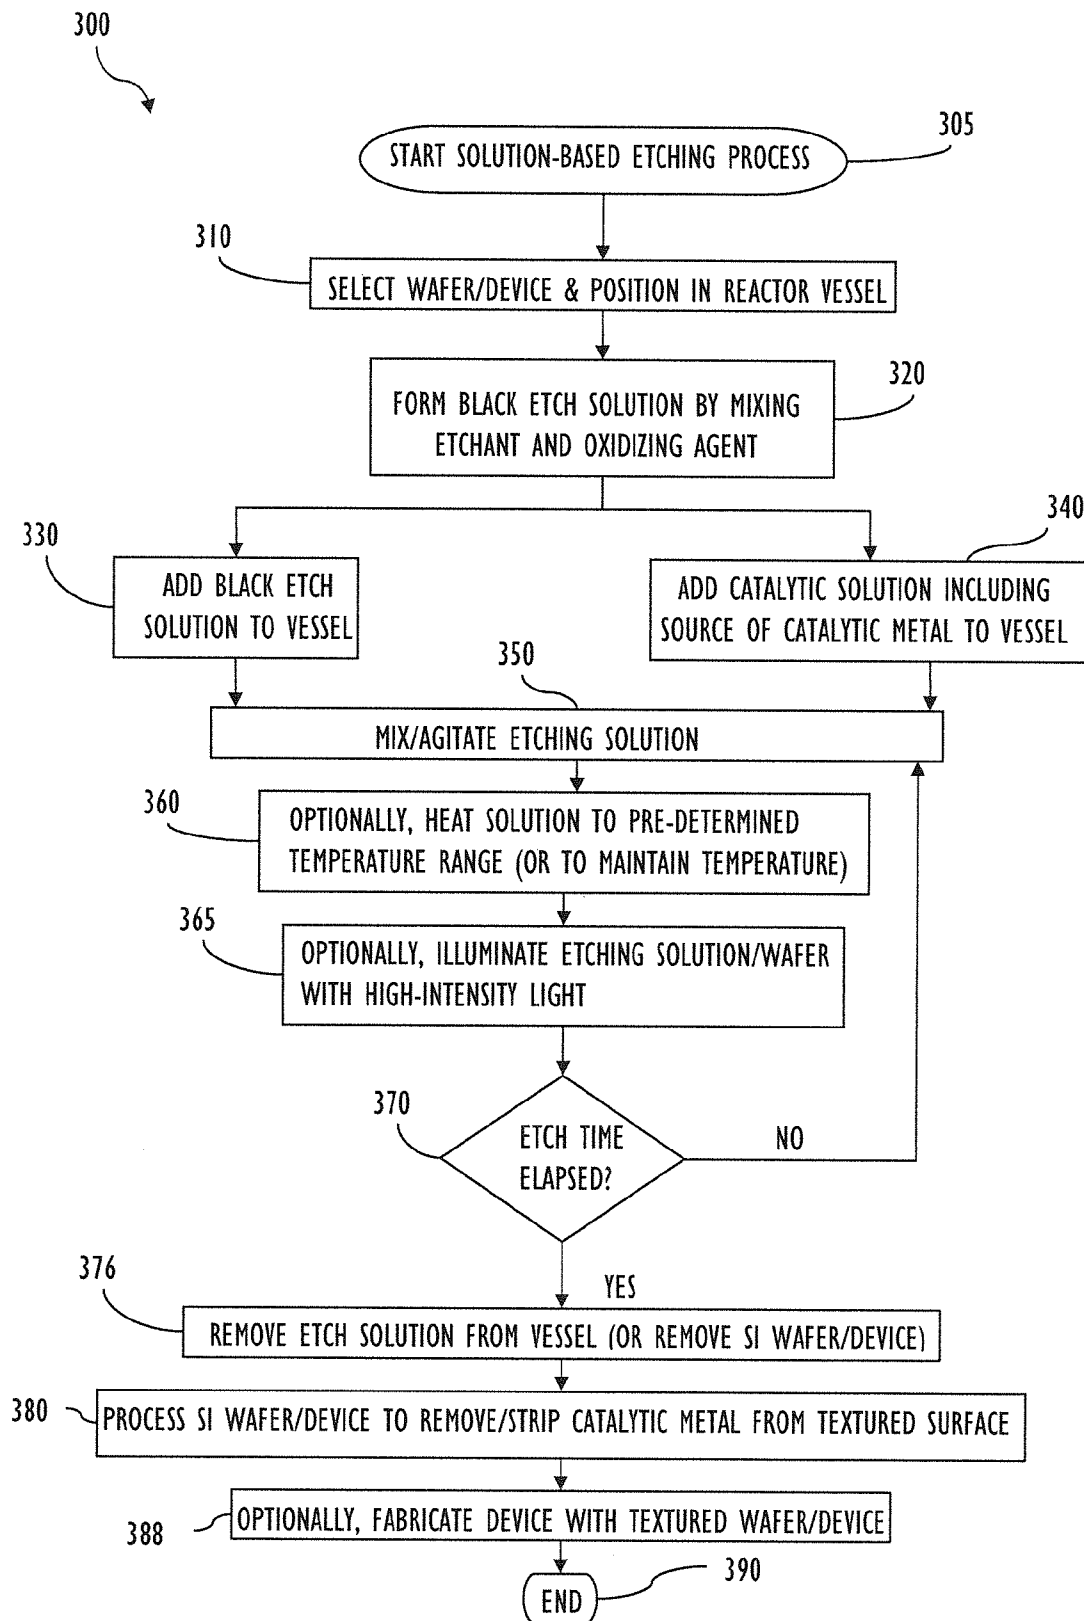 300
START SOLUTION-BASED ETCHING PROCESS
305
310
SELECT WAFER/DEVICE & POSITION IN REACTOR VESSEL
320
FORM BLACK ETCH SOLUTION BY MIXING
ETCHANT AND OXIDIZING AGENT
330
ADD BLACK ETCH
SOLUTION TO VESSEL
340
ADD CATALYTIC SOLUTION INCLUDING
SOURCE OF CATALYTIC METAL TO VESSEL
350
MIX/AGITATE ETCHING SOLUTION
360
OPTIONALLY, HEAT SOLUTION TO PRE-DETERMINED
TEMPERATURE RANGE (OR TO MAINTAIN TEMPERATURE)
365
OPTIONALLY, ILLUMINATE ETCHING SOLUTION/WAFER
WITH HIGH-INTENSITY LIGHT
370
ETCH TIME
ELAPSED?
NO
YES
376
REMOVE ETCH SOLUTION FROM VESSEL (OR REMOVE SI WAFER/DEVICE)
380
PROCESS SI WAFER/DEVICE TO REMOVE/STRIP CATALYTIC METAL FROM TEXTURED SURFACE
388
OPTIONALLY, FABRICATE DEVICE WITH TEXTURED WAFER/DEVICE
390
END